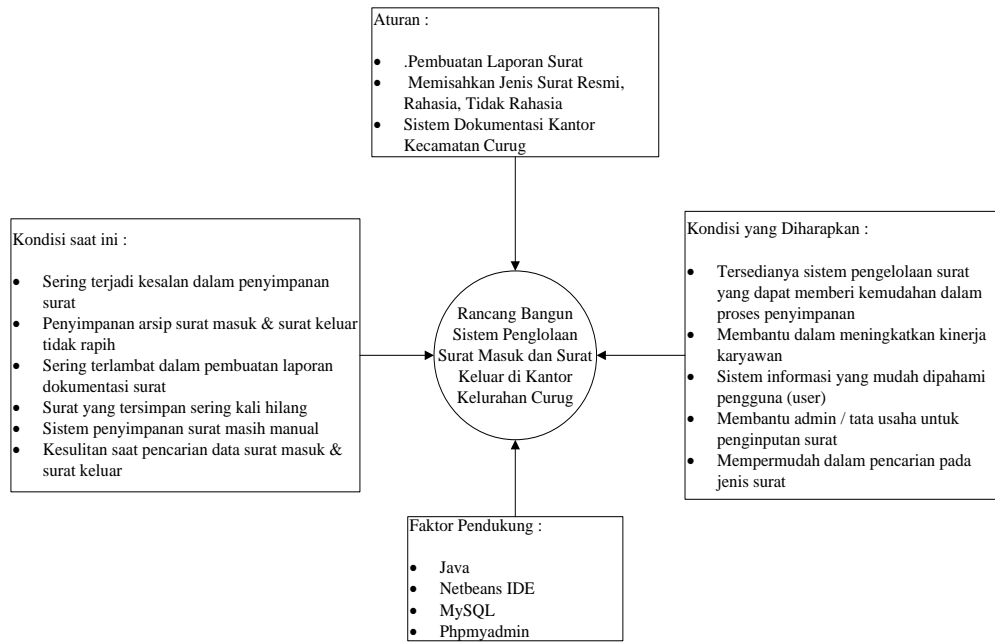 Aturan :
• .Pembuatan Laporan Surat
• Memisahkan Jenis Surat Resmi,
Rahasia, Tidak Rahasia
• Sistem Dokumentasi Kantor
Kecamatan Curug
Kondisi saat ini :
• Sering terjadi kesalan dalam penyimpanan
surat
• Penyimpanan arsip surat masuk & surat keluar
tidak rapih
• Sering terlambat dalam pembuatan laporan
dokumentasi surat
• Surat yang tersimpan sering kali hilang
• Sistem penyimpanan surat masih manual
• Kesulitan saat pencarian data surat masuk &
surat keluar
Rancang Bangun
Sistem Penglolaan
Surat Masuk dan Surat
Keluar di Kantor
Kelurahan Curug
Kondisi yang Diharapkan :
• Tersedianya sistem pengelolaan surat
yang dapat memberi kemudahan dalam
proses penyimpanan
• Membantu dalam meningkatkan kinerja
karyawan
• Sistem informasi yang mudah dipahami
pengguna (user)
• Membantu admin / tata usaha untuk
penginputan surat
• Mempermudah dalam pencarian pada
jenis surat
Faktor Pendukung :
• Java
• Netbeans IDE
• MySQL
• Phpmyadmin